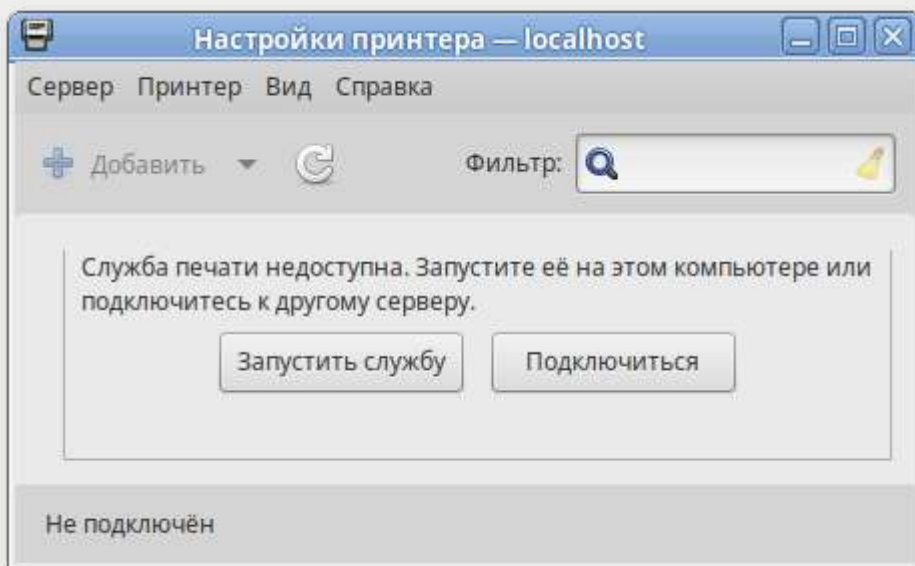 Настройки принтера — localhost
Сервер Принтер Вид Справка
Добавить Фильтр:
Служба печати недоступна. Запустите её на этом компьютере или
подключитесь к другому серверу.
Запустить службу Подключиться
Не подключён